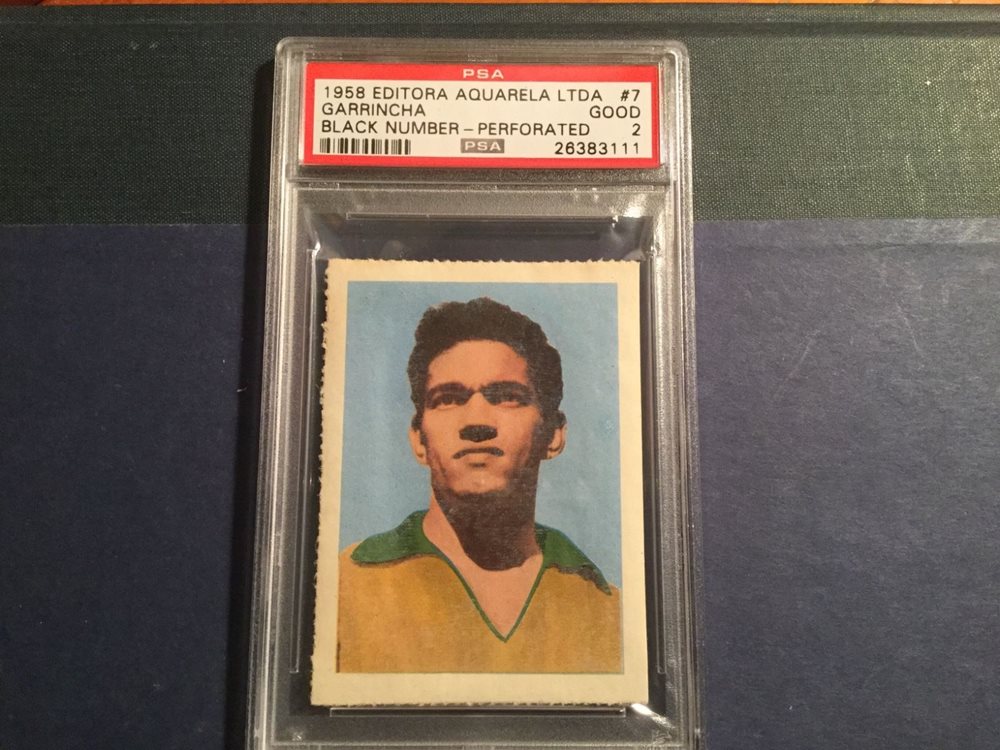 PSA
1958 EDITORA AQUARELA LTDA #7
GARRINCHA GOOD
BLACK NUMBER - PERFORATED 2
PSA 26383111